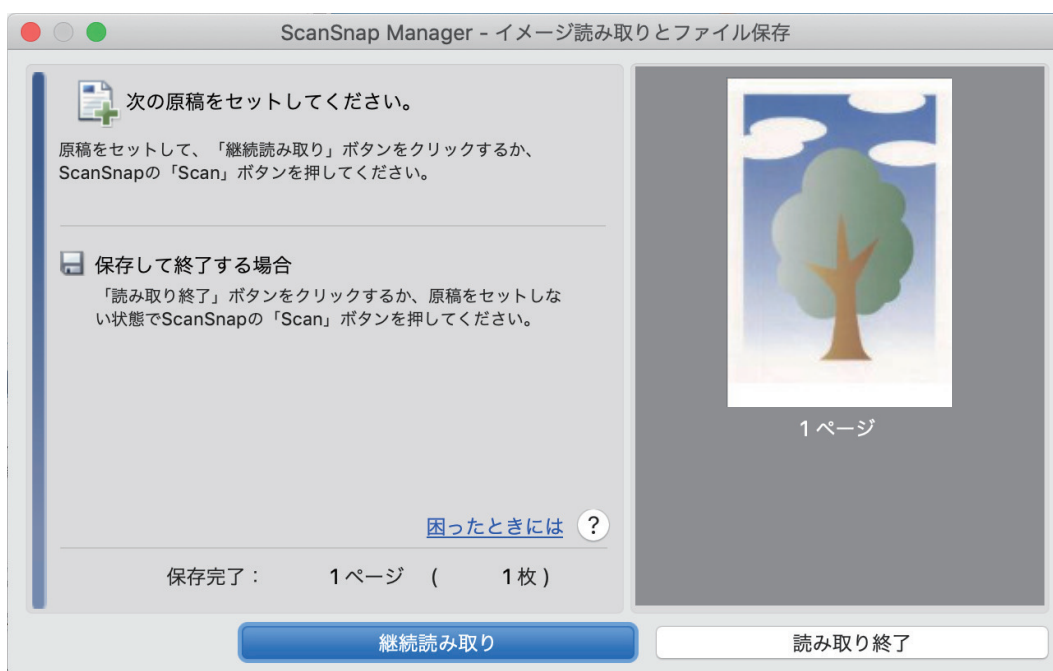 ScanSnap Manager - イメージ読み取りとファイル保存
次の原稿をセットしてください。
原稿をセットして、「継続読み取り」ボタンをクリックするか、
ScanSnapの「Scan」ボタンを押してください。
保存して終了する場合
「読み取り終了」ボタンをクリックするか、原稿をセットしな
い状態でScanSnapの「Scan」ボタンを押してください。
困ったときには ?
保存完了： 1ページ ( 1枚 )
1 ページ
継続読み取り
読み取り終了